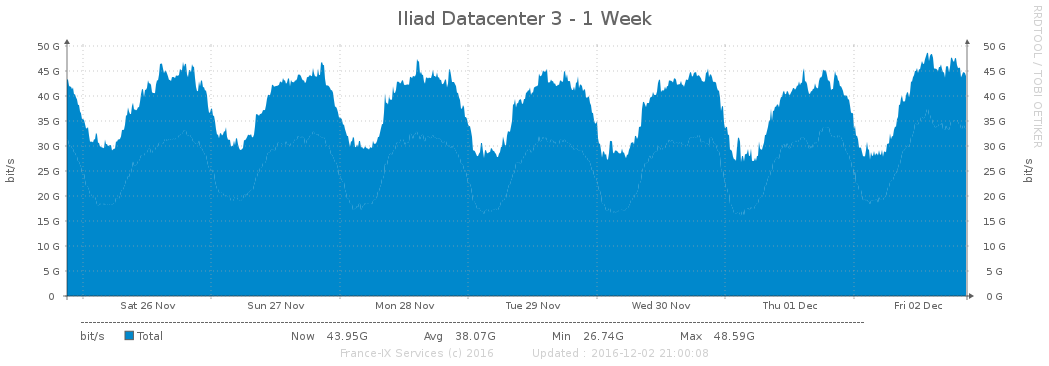 Iliad Datacenter 3 - 1 Week
RRDTOOL / TOBI OETIKER
bit/s
bit/s
50 G 50 G
45 G 45 G
40 G 40 G
35 G 35 G
30 G 30 G
25 G 25 G
20 G 20 G
15 G 15 G
10 G 10 G
5 G 5 G
0 0 G
Sat 26 Nov Sun 27 Nov Mon 28 Nov Tue 29 Nov Wed 30 Nov Thu 01 Dec Fri 02 Dec
bit/s Total Now 43.95G Avg 38.07G Min 26.74G Max 48.59G
France-IX Services (c) 2016 Updated : 2016-12-02 21:00:08